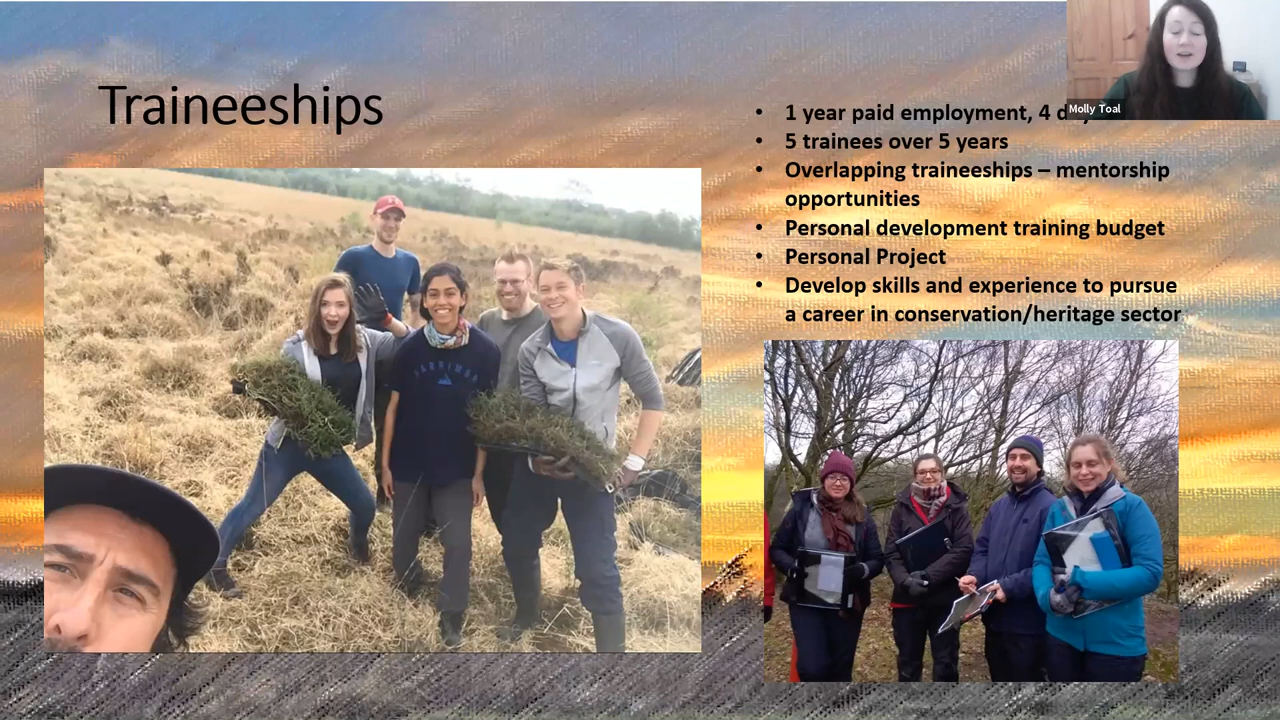 Traineeships
Molly Toal
• 1 year paid employment, 4
• 5 trainees over 5 years
• Overlapping traineeships – mentorship
opportunities
• Personal development training budget
• Personal Project
• Develop skills and experience to pursue
a career in conservation/heritage sector